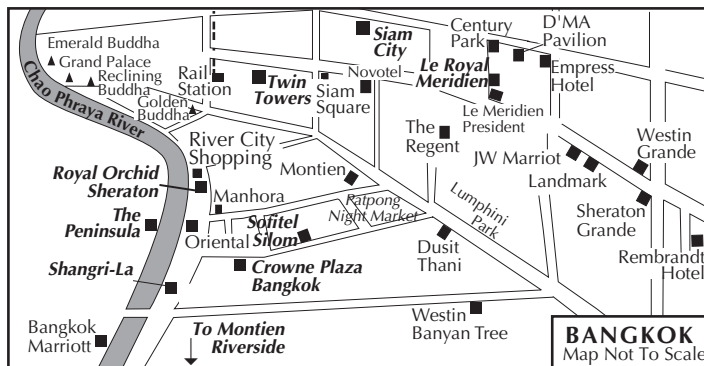 Emerald Buddha
Grand Palace
Reclining
Buddha
Chao Phraya River
Golden
Buddha
Rail
Station
Twin
Towers
Siam
City
Siam
Square
Novotel
Century
Park
D'MA
Pavilion
Le Royal
Meridien
Empress
Hotel
Le Meridien
President
The
Regent
JW Marriot
Landmark
Westin
Grande
Sheraton
Grande
Rembrandt
Hotel
River City
Shopping
Royal Orchid
Sheraton
Manhora
Montien
The
Peninsula
Oriental
Sofitel
Silom
Patpong
Night Market
Lumphini
Park
Dusit
Thani
Shangri-La
Crowne Plaza
Bangkok
Bangkok
Marriott
To Montien
Riverside
Westin
Banyan Tree
BANGKOK
Map Not To Scale